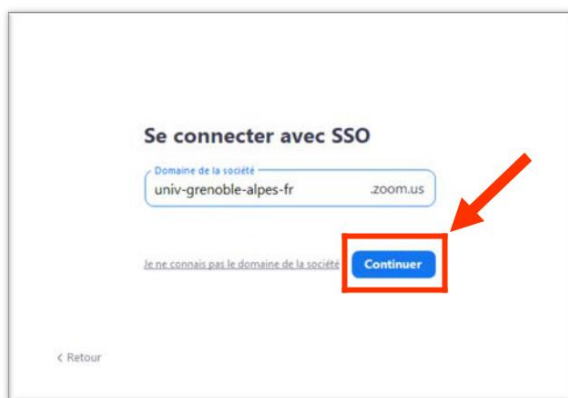 Se connecter avec SSO
Domaine de la société
univ-grenoble-alpes-fr .zoom.us
Je ne connais pas le domaine de la société Continuer
< Retour